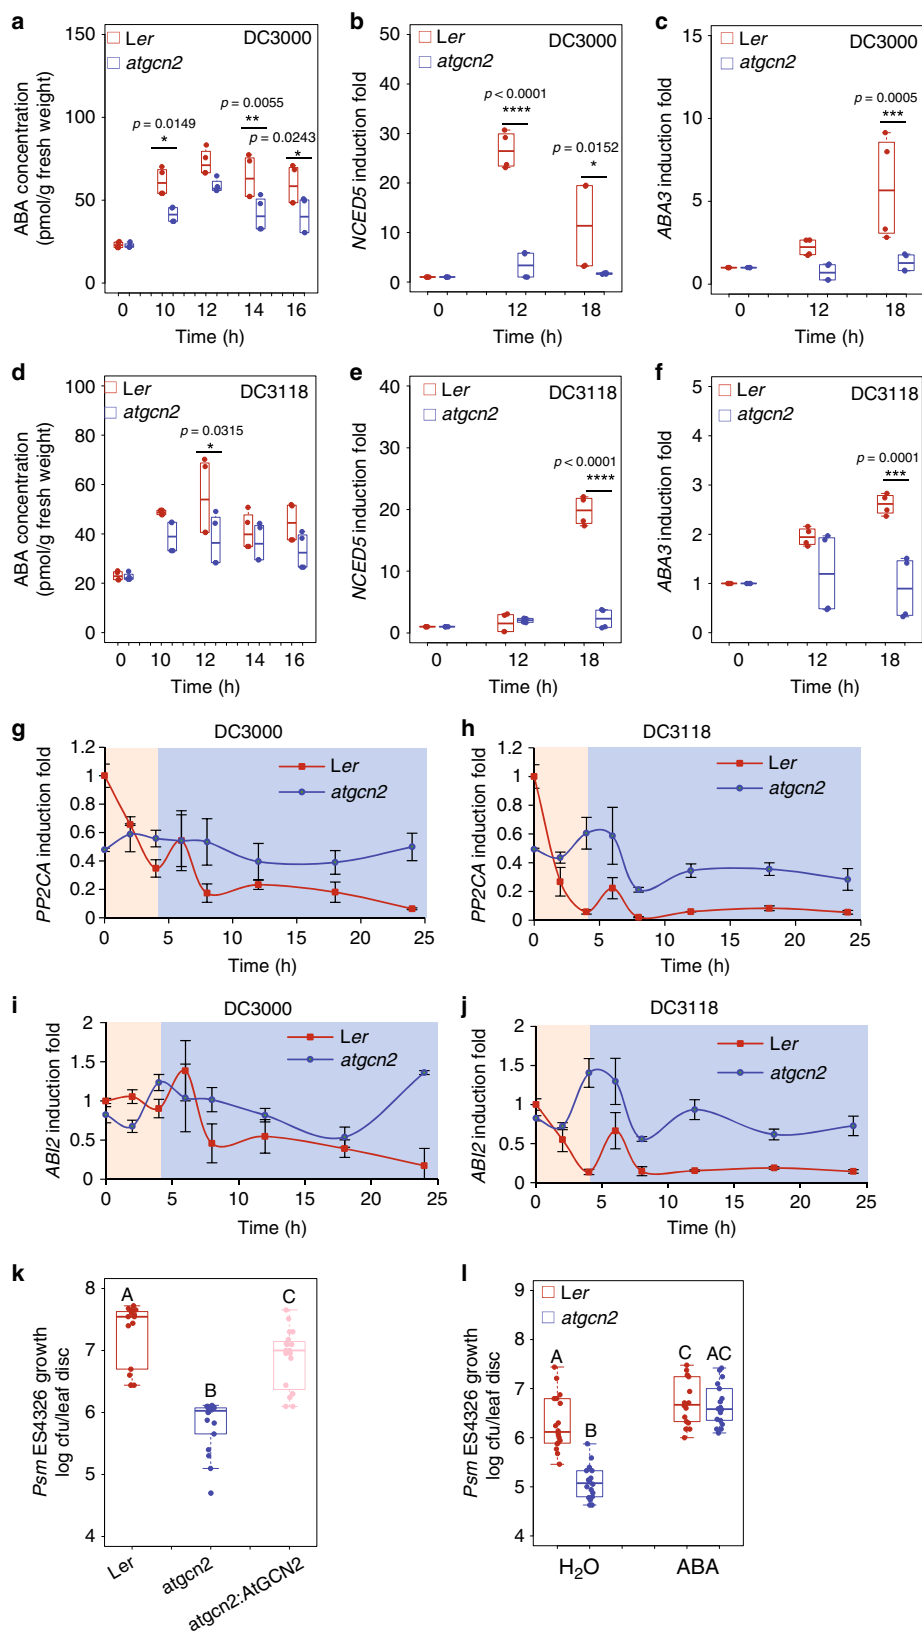 a
150
100
50
0
ABA concentration
(pmol/g fresh weight)
Ler
atgcn2
DC3000
p = 0.0149
*
p = 0.0055
**
p = 0.0243
*
0 10 12 14 16
Time (h)
b
50
40
30
20
10
0
NCED5 induction fold
Ler
atgcn2
DC3000
p < 0.0001
****
p = 0.0152
*
0 12 18
Time (h)
c
15
10
5
0
ABA3 induction fold
Ler
atgcn2
DC3000
p = 0.0005
***
0 12 18
Time (h)
d
100
80
60
40
20
0
ABA concentration
(pmol/g fresh weight)
Ler
atgcn2
DC3118
p = 0.0315
*
0 10 12 14 16
Time (h)
e
40
30
20
10
0
NCED5 induction fold
Ler
atgcn2
DC3118
p < 0.0001
****
0 12 18
Time (h)
f
5
4
3
2
1
0
ABA3 induction fold
Ler
atgcn2
DC3118
p = 0.0001
***
0 12 18
Time (h)
g
DC3000
1.2
1
0.8
0.6
0.4
0.2
0
PP2CA induction fold
Ler
atgcn2
0 5 10 15 20 25
Time (h)
h
DC3118
1.2
1
0.8
0.6
0.4
0.2
0
PP2CA induction fold
Ler
atgcn2
0 5 10 15 20 25
Time (h)
i
DC3000
2
1.5
1
0.5
0
ABI2 induction fold
Ler
atgcn2
0 5 10 15 20 25
Time (h)
j
DC3118
2
1.5
1
0.5
0
ABI2 induction fold
Ler
atgcn2
0 5 10 15 20 25
Time (h)
k
8
7
6
5
4
Psm ES4326 growth
log cfu/leaf disc
A
B
C
Ler
atgcn2
atgcn2:AtGCN2
l
9
8
7
6
5
4
Psm ES4326 growth
log cfu/leaf disc
Ler
atgcn2
A
B
C
AC
H2O ABA